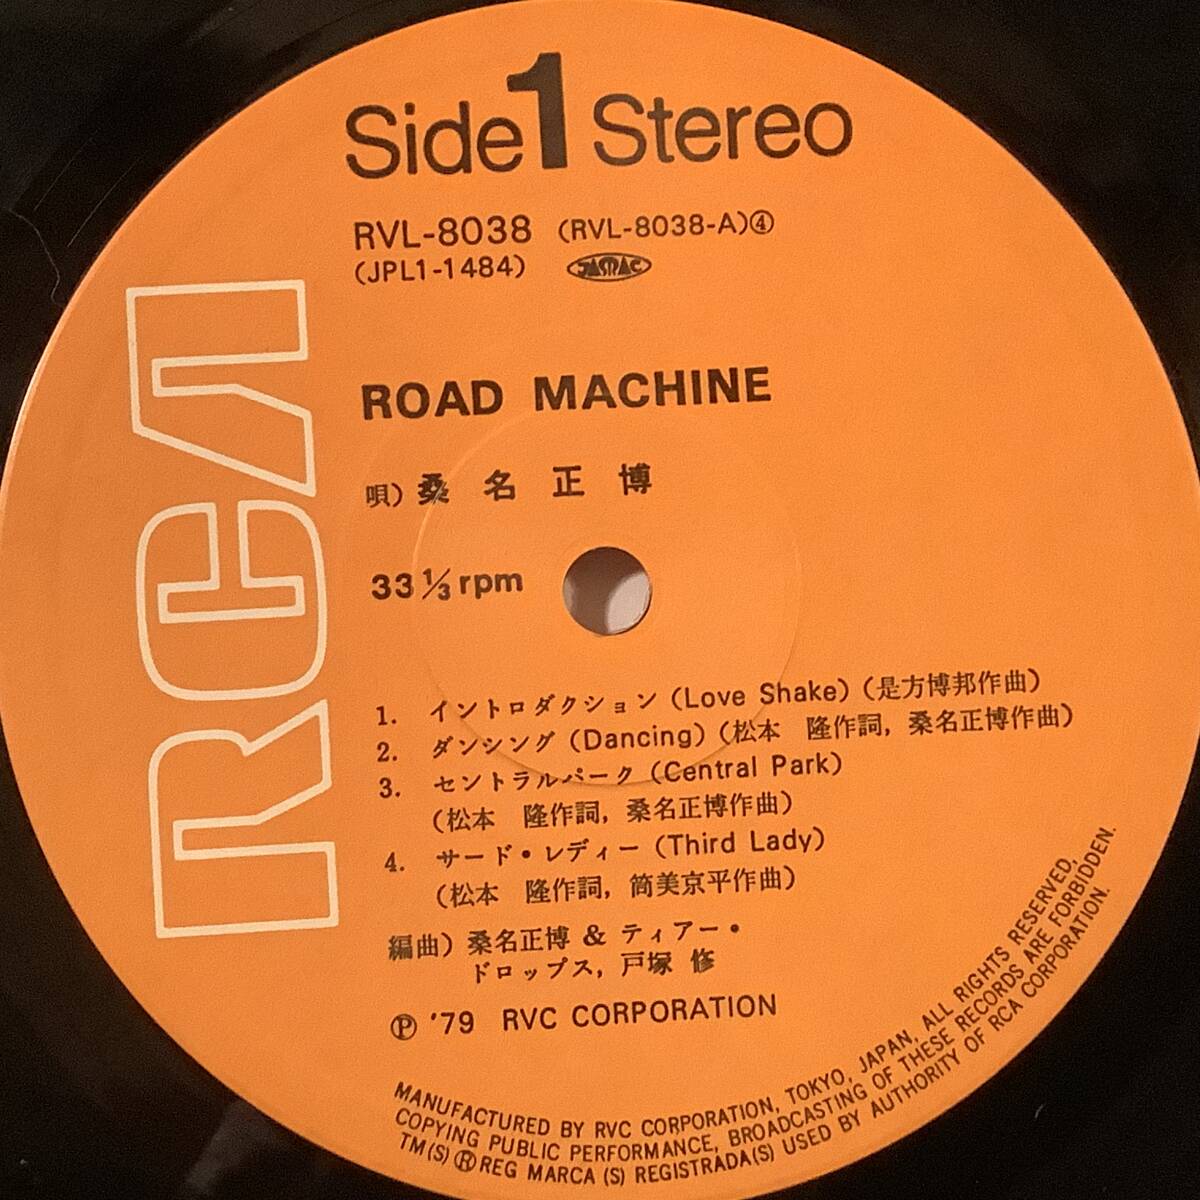 Side 1 Stereo
RVL-8038 (RVL-8038-A)④
(JPL1-1484) JASRAC
RCA
ROAD MACHINE
唄) 桑名正博
33 1/3 rpm
1. イントロダクション (Love Shake) (是方博邦作曲)
2. ダンシング (Dancing) (松本 隆作詞, 桑名正博作曲)
3. セントラルパーク (Central Park)
(松本 隆作詞, 桑名正博作曲)
4. サード・レディー (Third Lady)
(松本 隆作詞, 筒美京平作曲)
編曲) 桑名正博 & ティアー・
ドロップス, 戸塚 修
Ⓟ '79 RVC CORPORATION
MANUFACTURED BY RVC CORPORATION, TOKYO, JAPAN, ALL RIGHTS RESERVED,
COPYING PUBLIC PERFORMANCE, BROADCASTING OF THESE RECORDS ARE FORBIDDEN.
TM(S) ® REG MARCA (S) REGISTRADA(S) USED BY AUTHORITY OF RCA CORPORATION.